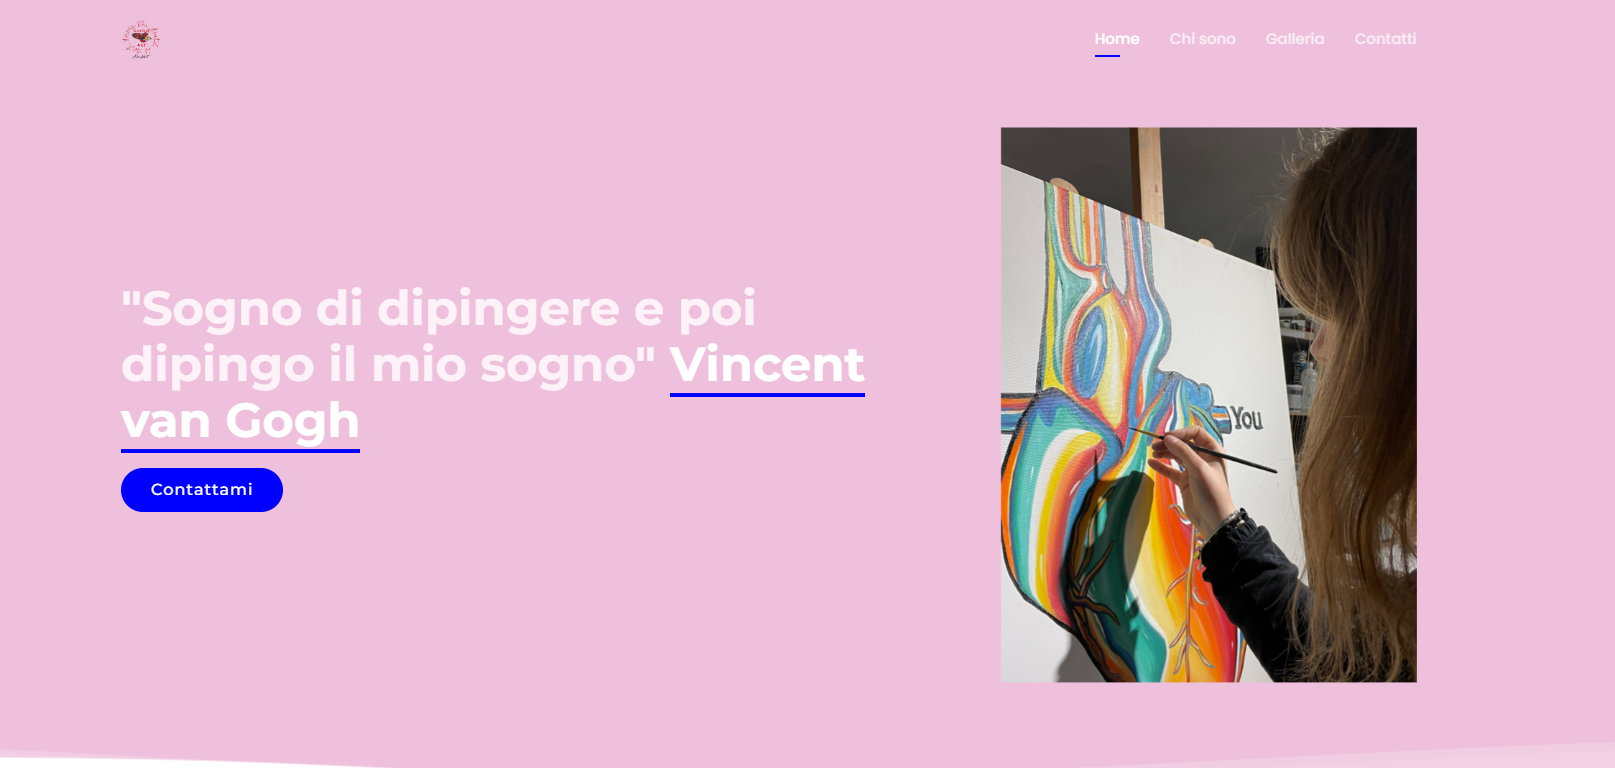 Home Chi sono Galleria Contatti
"Sogno di dipingere e poi
dipingo il mio sogno" Vincent
van Gogh
Contattami
You